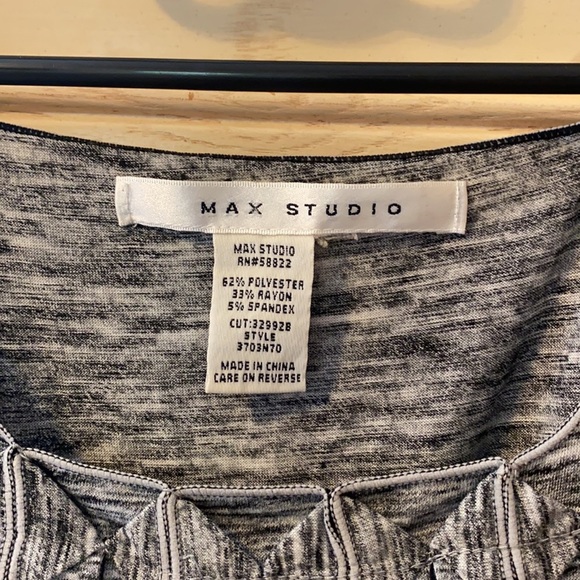 MAX STUDIO
MAX STUDIO
RN#58822
62% POLYESTER
33% RAYON
5% SPANDEX
CUT:329928
STYLE
3703N70
MADE IN CHINA
CARE ON REVERSE